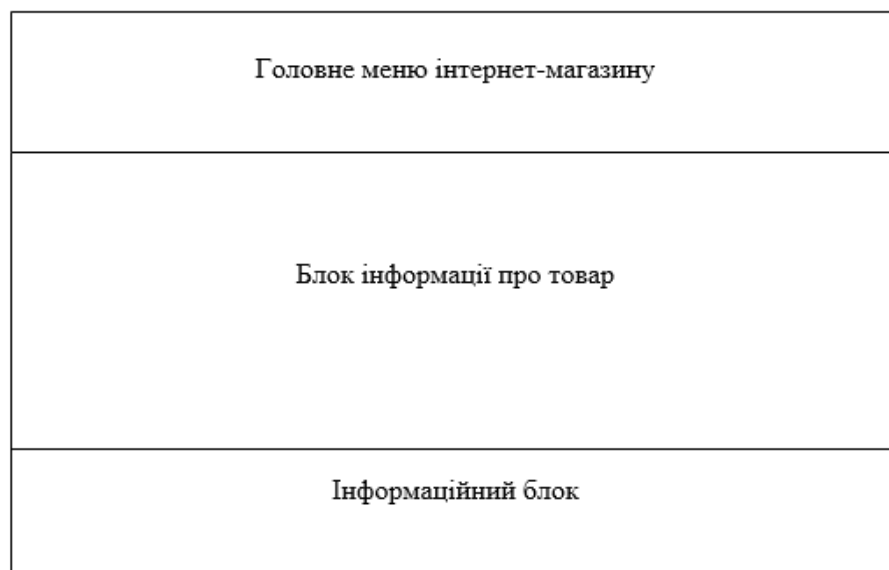 Головне меню інтернет-магазину
Блок інформації про товар
Інформаційний блок